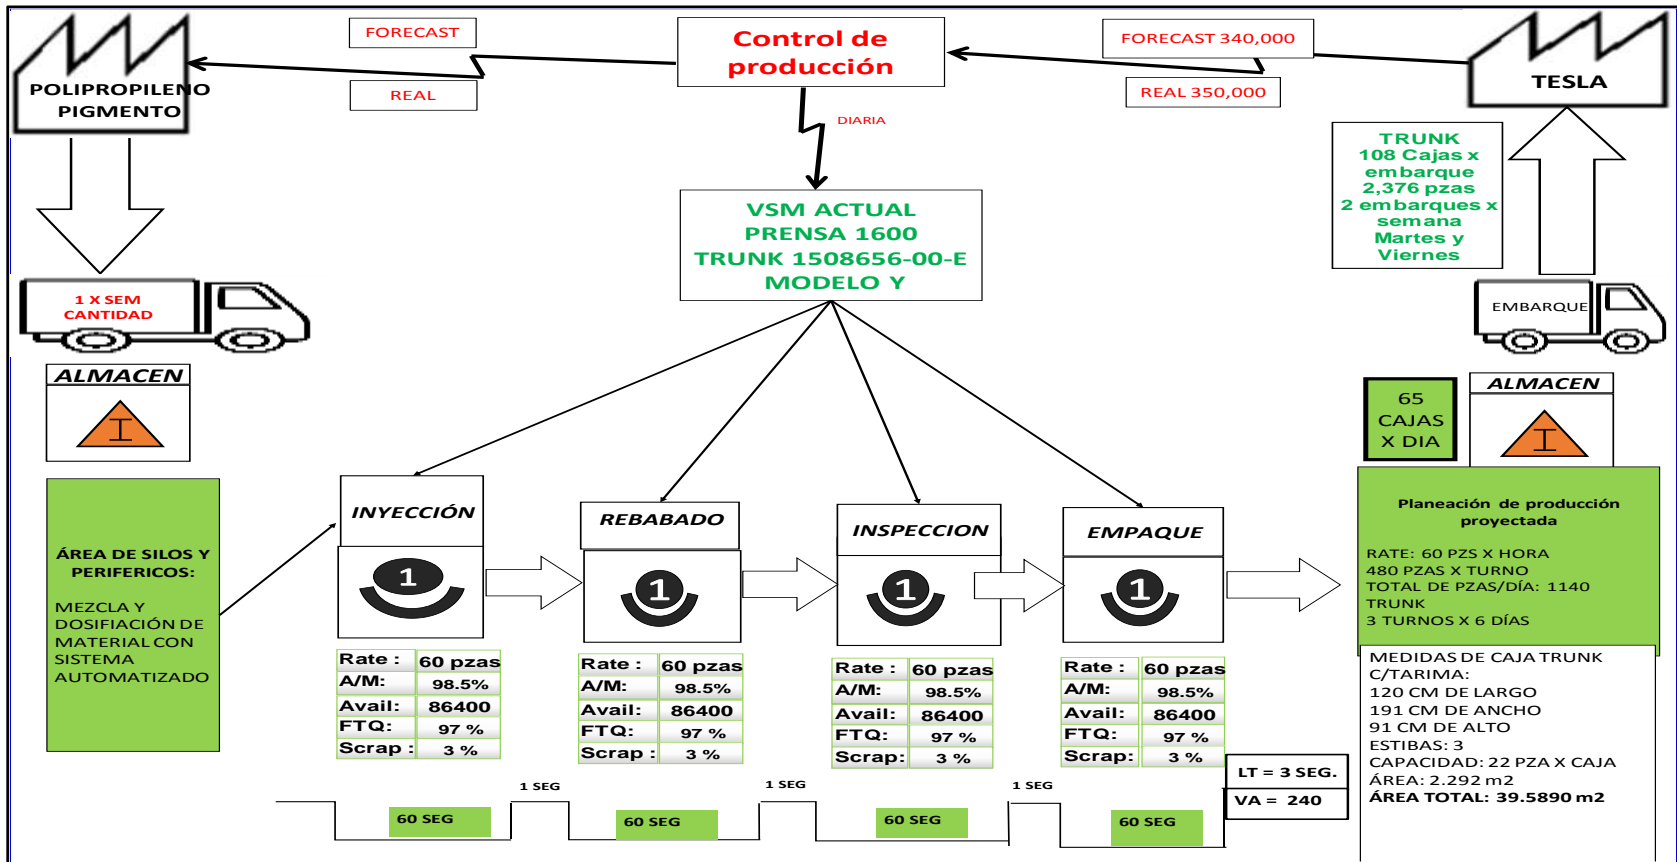 FORECAST
REAL
POLIPROPILENO
PIGMENTO
Control de
producción
FORECAST 340,000
REAL 350,000
TESLA
DIARIA
TRUNK
108 Cajas x
embarque
2,376 pzas
2 embarques x
semana
Martes y
Viernes
VSM ACTUAL
PRENSA 1600
TRUNK 1508656-00-E
MODELO Y
1 X SEM
CANTIDAD
EMBARQUE
ALMACEN
I
65
CAJAS
X DIA
ALMACEN
I
ÁREA DE SILOS Y
PERIFERICOS:
MEZCLA Y
DOSIFIACIÓN DE
MATERIAL CON
SISTEMA
AUTOMATIZADO
INYECCIÓN
1
Rate : 60 pzas
A/M: 98.5%
Avail: 86400
FTQ: 97 %
Scrap : 3 %
REBABADO
1
Rate : 60 pzas
A/M: 98.5%
Avail: 86400
FTQ: 97 %
Scrap : 3 %
INSPECCION
1
Rate : 60 pzas
A/M: 98.5%
Avail: 86400
FTQ: 97 %
Scrap: 3 %
EMPAQUE
1
Rate : 60 pzas
A/M: 98.5%
Avail: 86400
FTQ: 97 %
Scrap: 3 %
Planeación de producción
proyectada
RATE: 60 PZS X HORA
480 PZAS X TURNO
TOTAL DE PZAS/DÍA: 1140
TRUNK
3 TURNOS X 6 DÍAS
MEDIDAS DE CAJA TRUNK
C/TARIMA:
120 CM DE LARGO
191 CM DE ANCHO
91 CM DE ALTO
ESTIBAS: 3
CAPACIDAD: 22 PZA X CAJA
ÁREA: 2.292 m2
ÁREA TOTAL: 39.5890 m2
60 SEG
1 SEG
60 SEG
1 SEG
60 SEG
1 SEG
60 SEG
LT = 3 SEG.
VA = 240